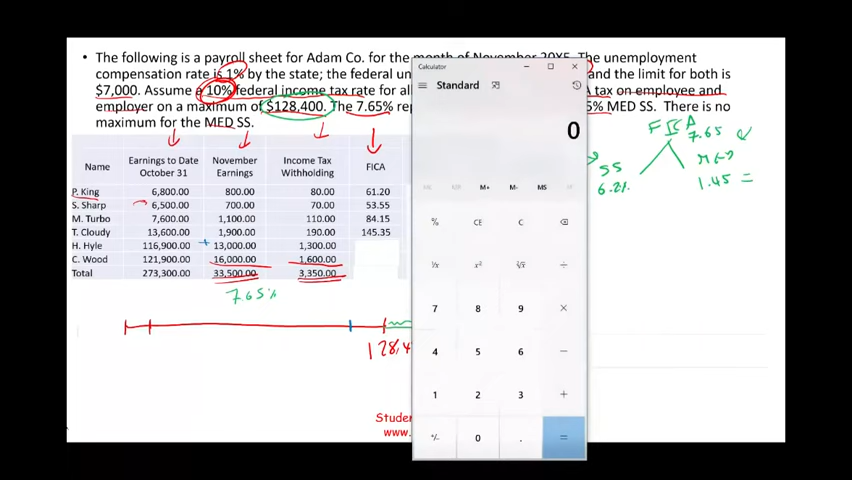 • The following is a payroll sheet for Adam Co. for the month of November 20X5. The unemployment
compensation rate is 1% by the state; the federal un and the limit for both is
$7,000. Assume a 10% federal income tax rate for all A tax on employee and
employer on a maximum of $128,400. The 7.65% rep 5% MED SS. There is no
maximum for the MED SS.
Name Earnings to Date October 31 November Earnings Income Tax Withholding FICA
P. King 6,800.00 800.00 80.00 61.20
S. Sharp 6,500.00 700.00 70.00 53.55
M. Turbo 7,600.00 1,100.00 110.00 84.15
T. Cloudy 13,600.00 1,900.00 190.00 145.35
H. Hyle 116,900.00 + 13,000.00 1,300.00
C. Wood 121,900.00 16,000.00 1,600.00
Total 273,300.00 33,500.00 3,350.00
7.65%
128,4
Studer
www.
FICA
7.65
SS
6.2%
MED
1.45 =
Calculator
Standard
0
MC MR M+ M- MS M
% CE C
1/x x² ²√x ÷
7 8 9 ×
4 5 6 −
1 2 3 +
+/- 0 . =